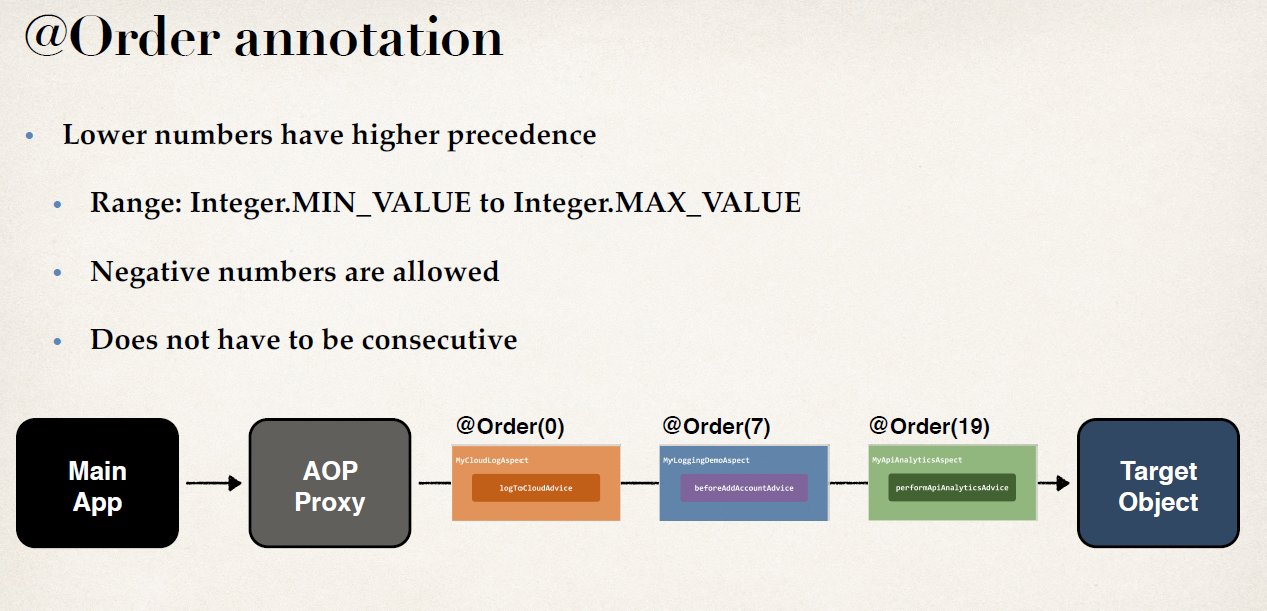 @Order annotation
• Lower numbers have higher precedence
• Range: Integer.MIN_VALUE to Integer.MAX_VALUE
• Negative numbers are allowed
• Does not have to be consecutive
@Order(0)
@Order(7)
@Order(19)
Main
App
AOP
Proxy
MyCloudLogAspect
logToCloudAdvice
MyLoggingDemoAspect
beforeAddAccountAdvice
MyApiAnalyticsAspect
performApiAnalyticsAdvice
Target
Object